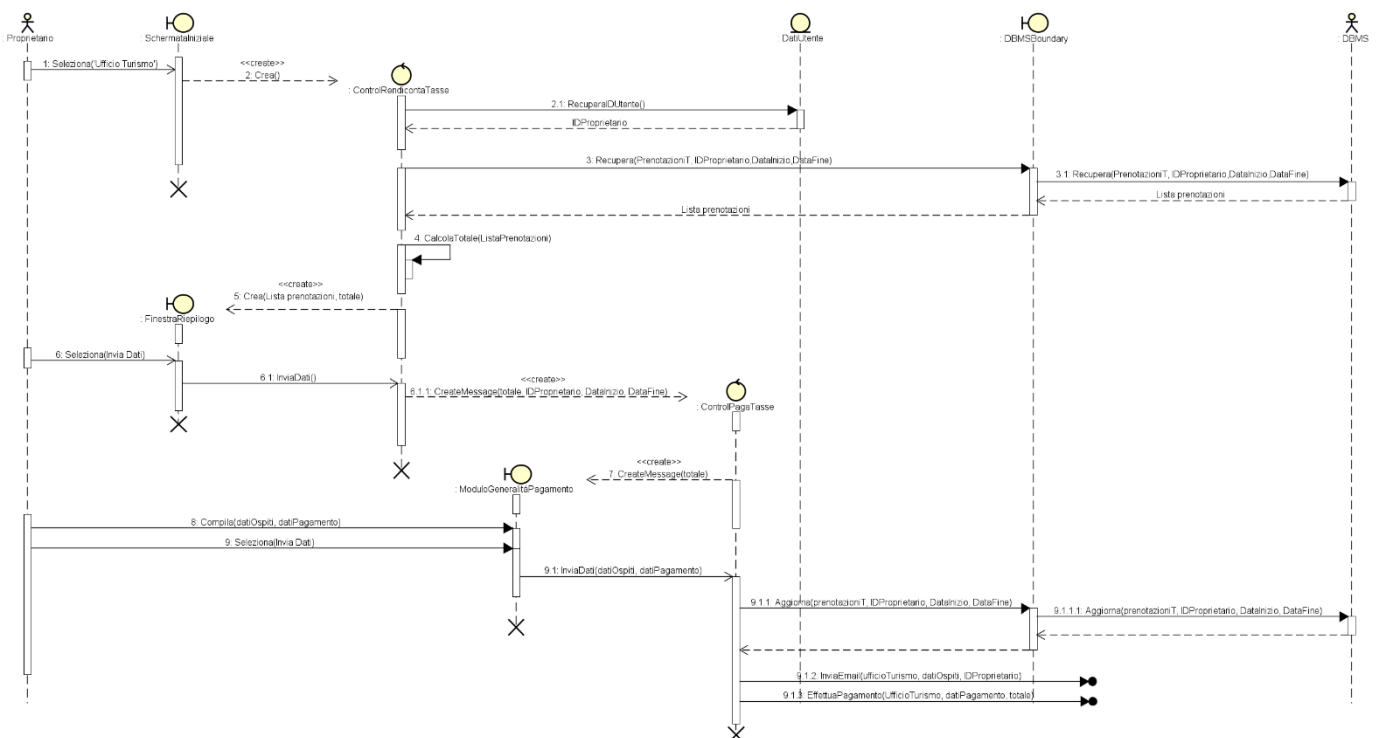 : Proprietario
: SchermataIniziale
: DatiUtente
: DBMSBoundary
: DBMS
1: Seleziona('Ufficio Turismo')
<<create>>
2: Crea()
: ControlRendicontaTasse
2.1: RecuperaIDUtente()
IDProprietario
3: Recupera(PrenotazioniT, IDProprietario,DataInizio,DataFine)
3.1: Recupera(PrenotazioniT, IDProprietario,DataInizio,DataFine)
Lista prenotazioni
Lista prenotazioni
4: CalcolaTotale(ListaPrenotazioni)
<<create>>
5: Crea(Lista prenotazioni, totale)
: FinestraRiepilogo
6: Seleziona(Invia Dati)
6.1: InviaDati()
<<create>>
6.1.1: CreateMessage(totale, IDProprietario, DataInizio, DataFine)
: ControlPagaTasse
<<create>>
7: CreateMessage(totale)
: ModuloGeneralitàPagamento
8: Compila(datiOspiti, datiPagamento)
9: Seleziona(Invia Dati)
9.1: InviaDati(datiOspiti, datiPagamento)
9.1.1: Aggiorna(prenotazioniT, IDProprietario, DataInizio, DataFine)
9.1.1.1: Aggiorna(prenotazioniT, IDProprietario, DataInizio, DataFine)
9.1.2: InviaEmail(ufficioTurismo, datiOspiti, IDProprietario)
9.1.3: EffettuaPagamento(UfficioTurismo, datiPagamento, totale)